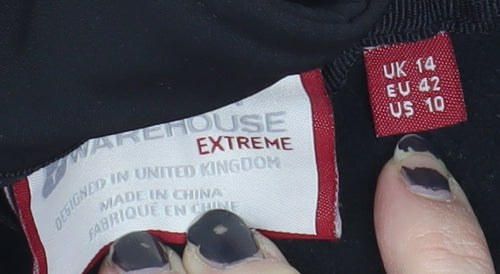 WAREHOUSE
EXTREME
DESIGNED IN UNITED KINGDOM
MADE IN CHINA
FABRIQUÉ EN CHINE
UK 14
EU 42
US 10